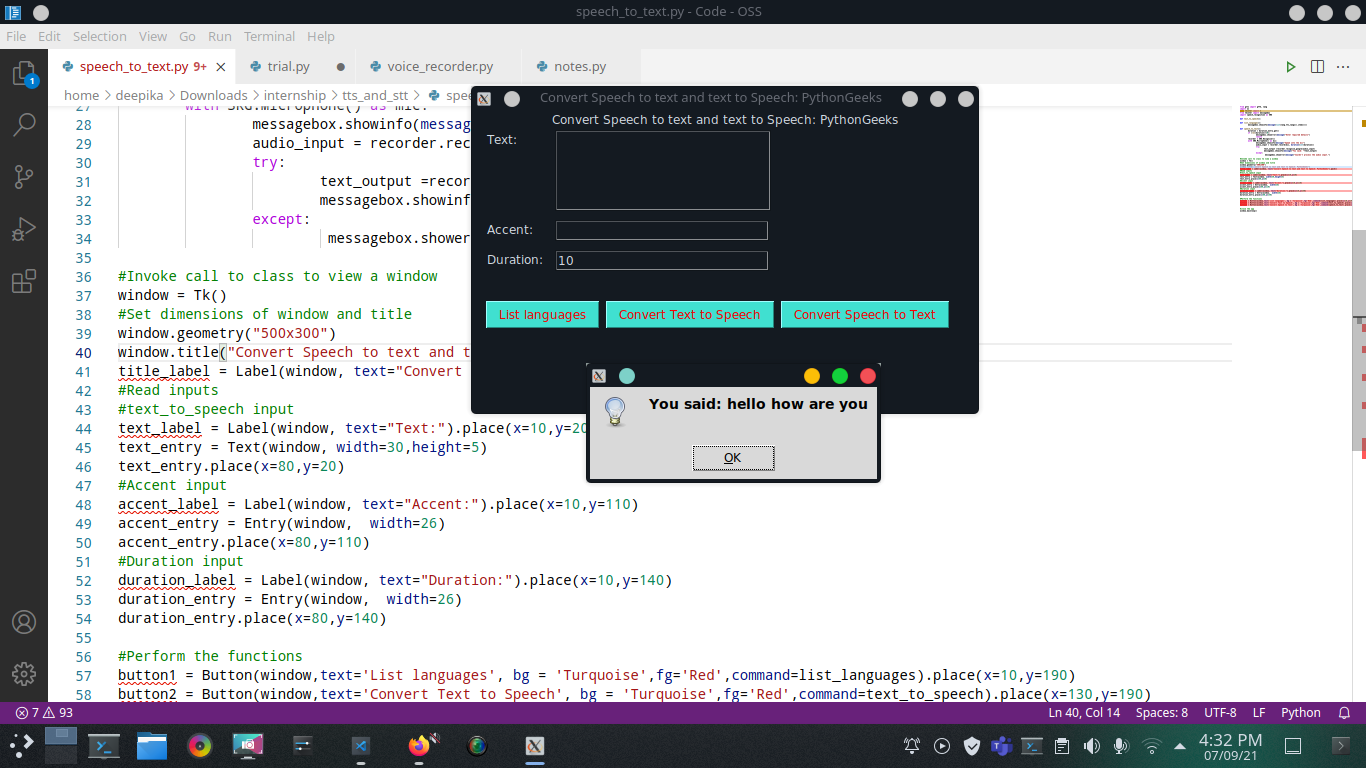 speech_to_text.py - Code - OSS
File Edit Selection View Go Run Terminal Help
speech_to_text.py 9+ trial.py voice_recorder.py notes.py
home > deepika > Downloads > internship > tts_and_stt > spee
Convert Speech to text and text to Speech: PythonGeeks
Convert Speech to text and text to Speech: PythonGeeks
Text:
Accent:
Duration: 10
List languages Convert Text to Speech Convert Speech to Text
You said: hello how are you
OK
27 with SRG.Microphone() as mic:
28 messagebox.showinfo(messag
29 audio_input = recorder.rec
30 try:
31 text_output =recor
32 messagebox.showinf
33 except:
34 messagebox.shower
35
36 #Invoke call to class to view a window
37 window = Tk()
38 #Set dimensions of window and title
39 window.geometry("500x300")
40 window.title("Convert Speech to text and t
41 title_label = Label(window, text="Convert
42 #Read inputs
43 #text_to_speech input
44 text_label = Label(window, text="Text:").place(x=10,y=20
45 text_entry = Text(window, width=30,height=5)
46 text_entry.place(x=80,y=20)
47 #Accent input
48 accent_label = Label(window, text="Accent:").place(x=10,y=110)
49 accent_entry = Entry(window,  width=26)
50 accent_entry.place(x=80,y=110)
51 #Duration input
52 duration_label = Label(window, text="Duration:").place(x=10,y=140)
53 duration_entry = Entry(window,  width=26)
54 duration_entry.place(x=80,y=140)
55
56 #Perform the functions
57 button1 = Button(window,text='List languages', bg = 'Turquoise',fg='Red',command=list_languages).place(x=10,y=190)
58 button2 = Button(window,text='Convert Text to Speech', bg = 'Turquoise',fg='Red',command=text_to_speech).place(x=130,y=190)
1
7 93 Ln 40, Col 14 Spaces: 8 UTF-8 LF Python
4:32 PM
07/09/21